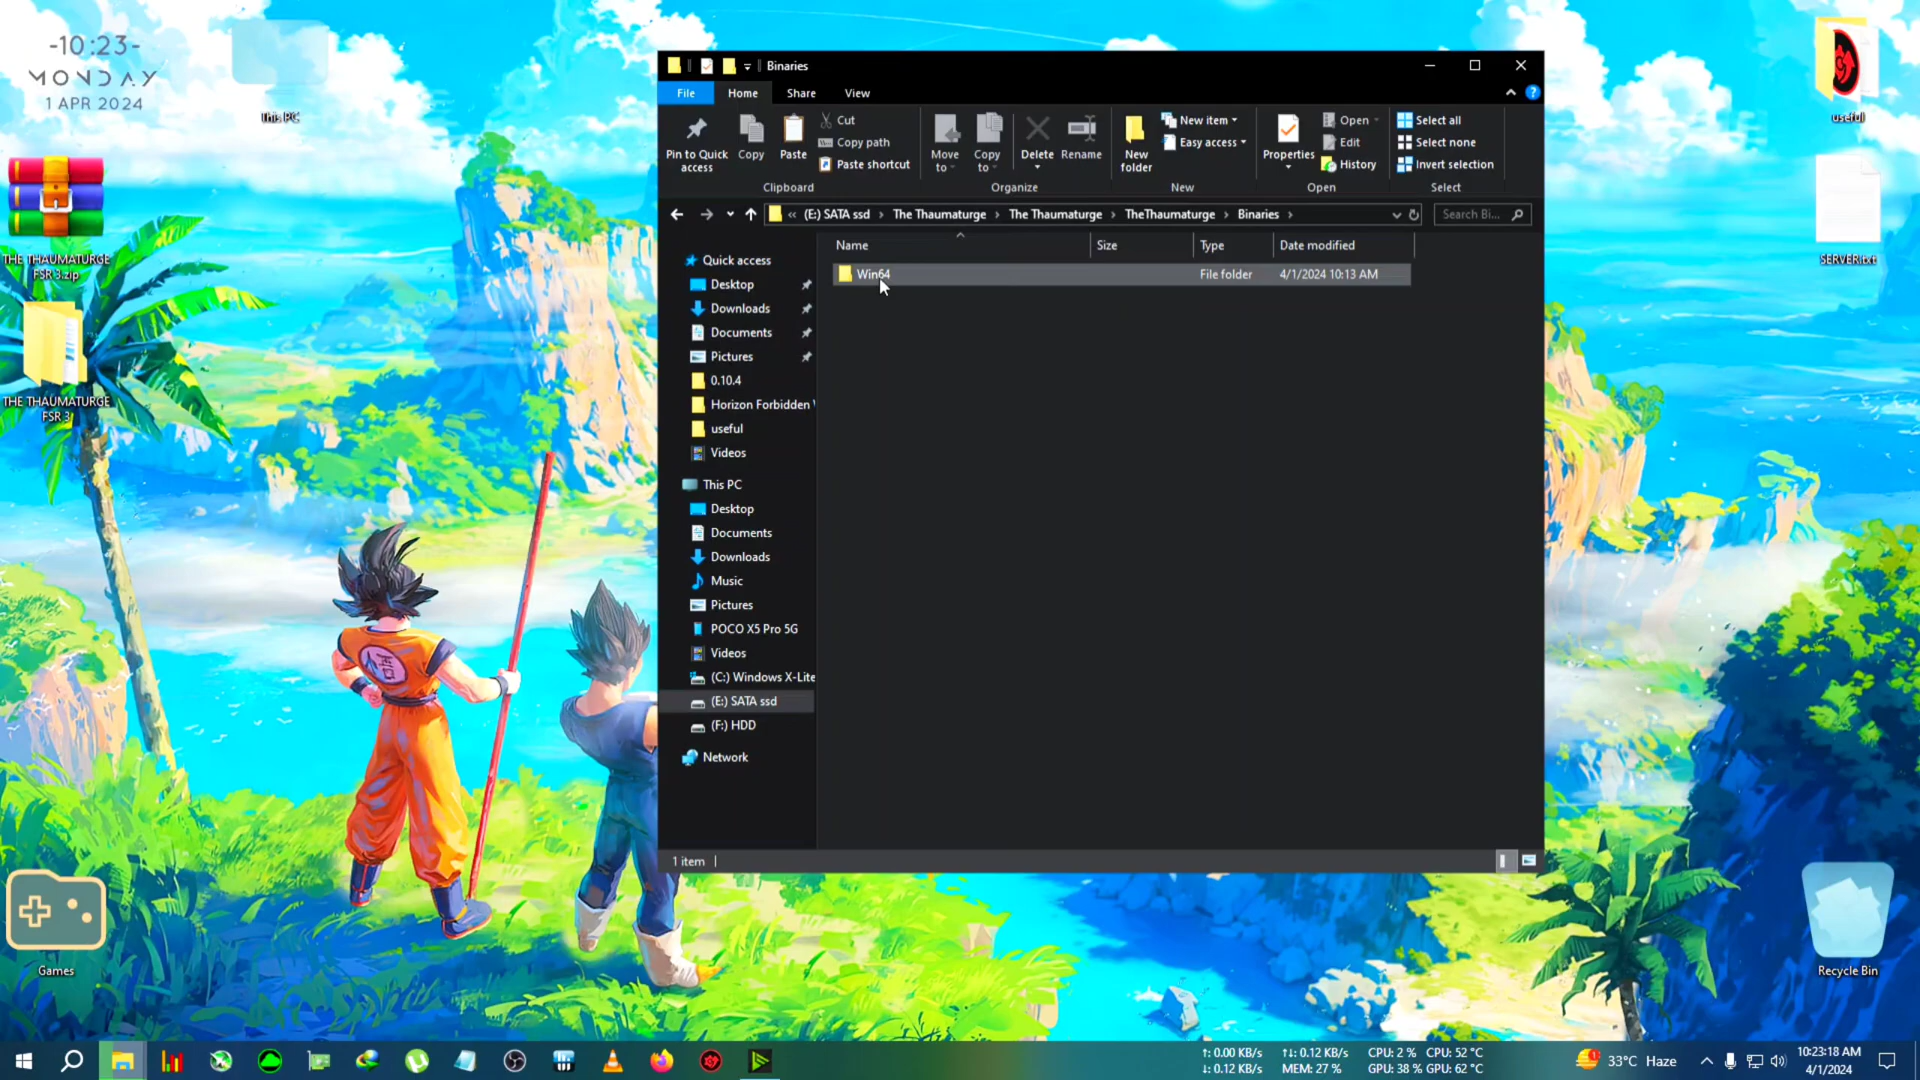 -10:23-
MONDAY
1 APR 2024
This PC
THE THAUMATURGE
FSR 3.zip
THE THAUMATURGE
FSR 3
Games
useful
SERVER.txt
Recycle Bin
Binaries
File
Home
Share
View
Pin to Quick
access
Copy
Paste
Cut
Copy path
Paste shortcut
Clipboard
Move
to
Copy
to
Delete
Rename
Organize
New
folder
New item
Easy access
New
Properties
Open
Edit
History
Open
Select all
Select none
Invert selection
Select
« (E:) SATA ssd › The Thaumaturge › The Thaumaturge › TheThaumaturge › Binaries ›
Search Bi...
Name
Size
Type
Date modified
Win64
File folder
4/1/2024 10:13 AM
Quick access
Desktop
Downloads
Documents
Pictures
0.10.4
Horizon Forbidden
useful
Videos
This PC
Desktop
Documents
Downloads
Music
Pictures
POCO X5 Pro 5G
Videos
(C:) Windows X-Lite
(E:) SATA ssd
(F:) HDD
Network
1 item
↑: 0.00 KB/s
↓: 0.12 KB/s
↑↓: 0.12 KB/s
MEM: 27 %
CPU: 2 % CPU: 52 °C
GPU: 38 % GPU: 62 °C
33°C Haze
10:23:18 AM
4/1/2024